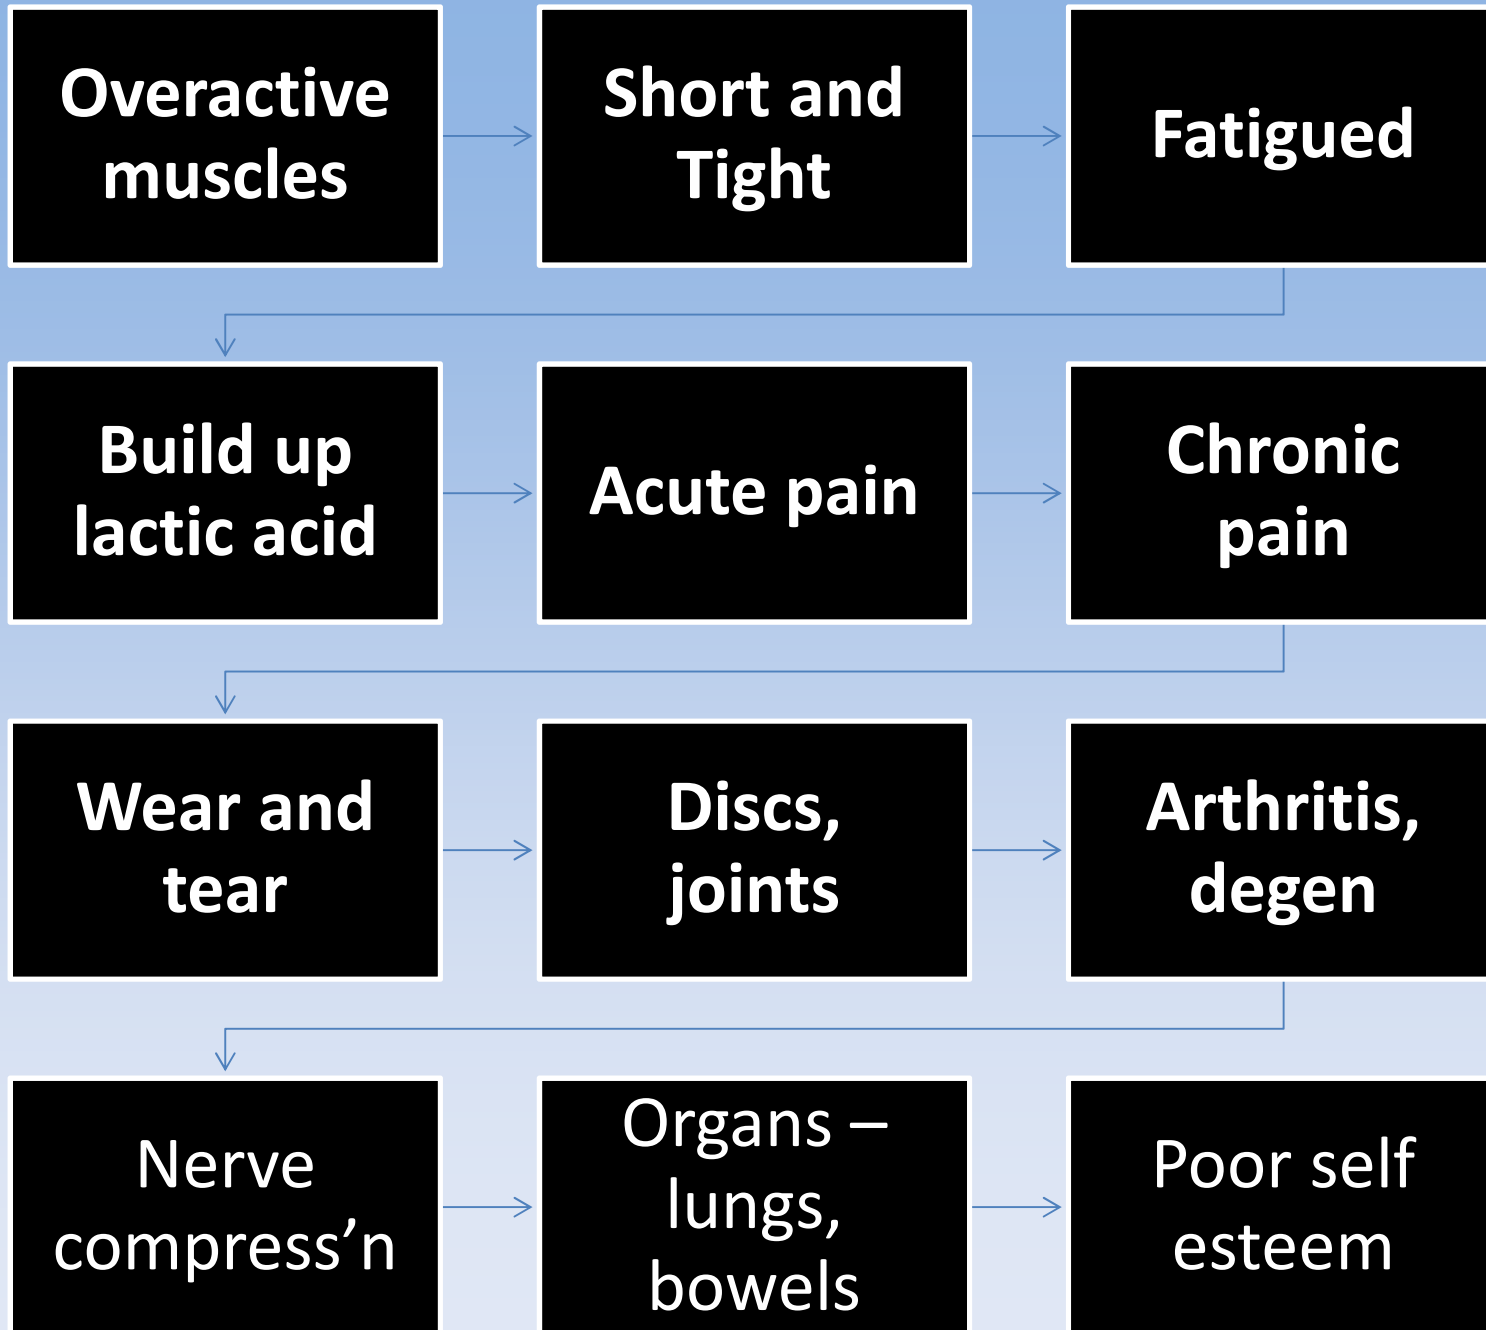 Overactive
muscles
Short and
Tight
Fatigued
Build up
lactic acid
Acute pain
Chronic
pain
Wear and
tear
Discs,
joints
Arthritis,
degen
Nerve
compress’n
Organs –
lungs,
bowels
Poor self
esteem